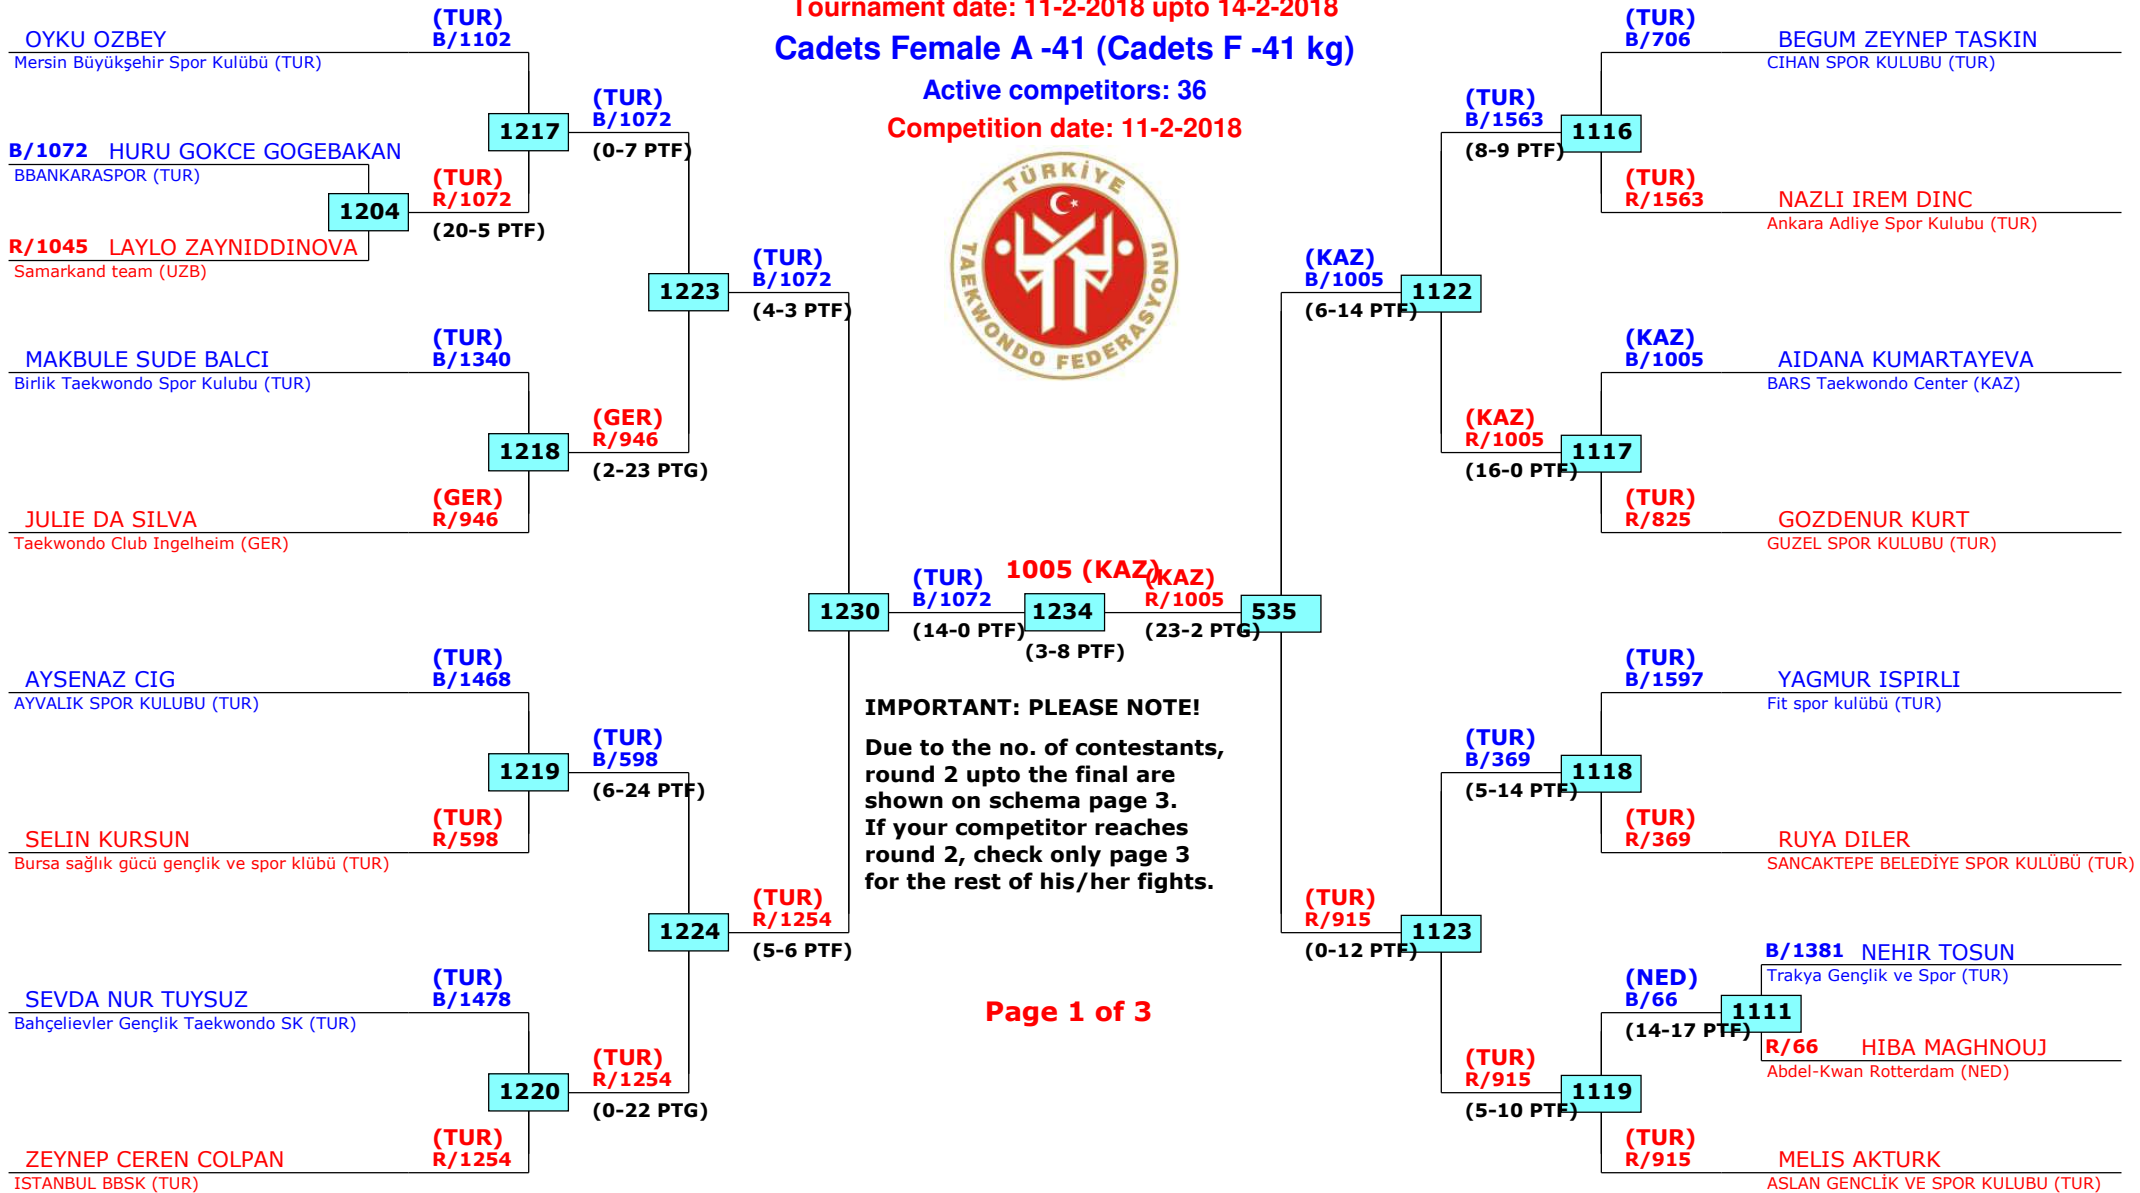 Tournament date: 11-2-2018 upto 14-2-2018
Cadets Female A -41 (Cadets F -41 kg)
Active competitors: 36
Competition date: 11-2-2018
TÜRKİYE TAEKWONDO FEDERASYONU
OYKU OZBEY
(TUR)
B/1102
Mersin Büyükşehir Spor Kulübü (TUR)
1217
(TUR)
B/1072
(0-7 PTF)
B/1072 HURU GOKCE GOGEBAKAN
BBANKARASPOR (TUR)
1204
(TUR)
R/1072
(20-5 PTF)
R/1045 LAYLO ZAYNIDDINOVA
Samarkand team (UZB)
1223
(TUR)
B/1072
(4-3 PTF)
MAKBULE SUDE BALCI
(TUR)
B/1340
Birlik Taekwondo Spor Kulubu (TUR)
1218
(GER)
R/946
(2-23 PTG)
JULIE DA SILVA
(GER)
R/946
Taekwondo Club Ingelheim (GER)
1230
(TUR)
B/1072
(14-0 PTF)
1005 (KAZ)
1234
(3-8 PTF)
(KAZ)
R/1005
(23-2 PTG)
535
AYSENAZ CIG
(TUR)
B/1468
AYVALIK SPOR KULUBU (TUR)
1219
(TUR)
B/598
(6-24 PTF)
SELIN KURSUN
(TUR)
R/598
Bursa sağlık gücü gençlik ve spor klübü (TUR)
1224
(TUR)
R/1254
(5-6 PTF)
SEVDA NUR TUYSUZ
(TUR)
B/1478
Bahçelievler Gençlik Taekwondo SK (TUR)
1220
(TUR)
R/1254
(0-22 PTG)
ZEYNEP CEREN COLPAN
(TUR)
R/1254
ISTANBUL BBSK (TUR)
IMPORTANT: PLEASE NOTE!
Due to the no. of contestants,
round 2 upto the final are
shown on schema page 3.
If your competitor reaches
round 2, check only page 3
for the rest of his/her fights.
Page 1 of 3
(TUR)
B/706
BEGUM ZEYNEP TASKIN
CIHAN SPOR KULUBU (TUR)
(TUR)
B/1563
(8-9 PTF)
1116
(TUR)
R/1563
NAZLI IREM DINC
Ankara Adliye Spor Kulubu (TUR)
(KAZ)
B/1005
(6-14 PTF)
1122
(KAZ)
B/1005
AIDANA KUMARTAYEVA
BARS Taekwondo Center (KAZ)
(KAZ)
R/1005
(16-0 PTF)
1117
(TUR)
R/825
GOZDENUR KURT
GUZEL SPOR KULUBU (TUR)
(TUR)
B/1597
YAGMUR ISPIRLI
Fit spor kulübü (TUR)
(TUR)
B/369
(5-14 PTF)
1118
(TUR)
R/369
RUYA DILER
SANCAKTEPE BELEDİYE SPOR KULÜBÜ (TUR)
(TUR)
R/915
(0-12 PTF)
1123
B/1381 NEHIR TOSUN
Trakya Gençlik ve Spor (TUR)
(NED)
B/66
(14-17 PTF)
1111
R/66 HIBA MAGHNOUJ
Abdel-Kwan Rotterdam (NED)
(TUR)
R/915
(5-10 PTF)
1119
(TUR)
R/915
MELIS AKTURK
ASLAN GENCLİK VE SPOR KULUBU (TUR)